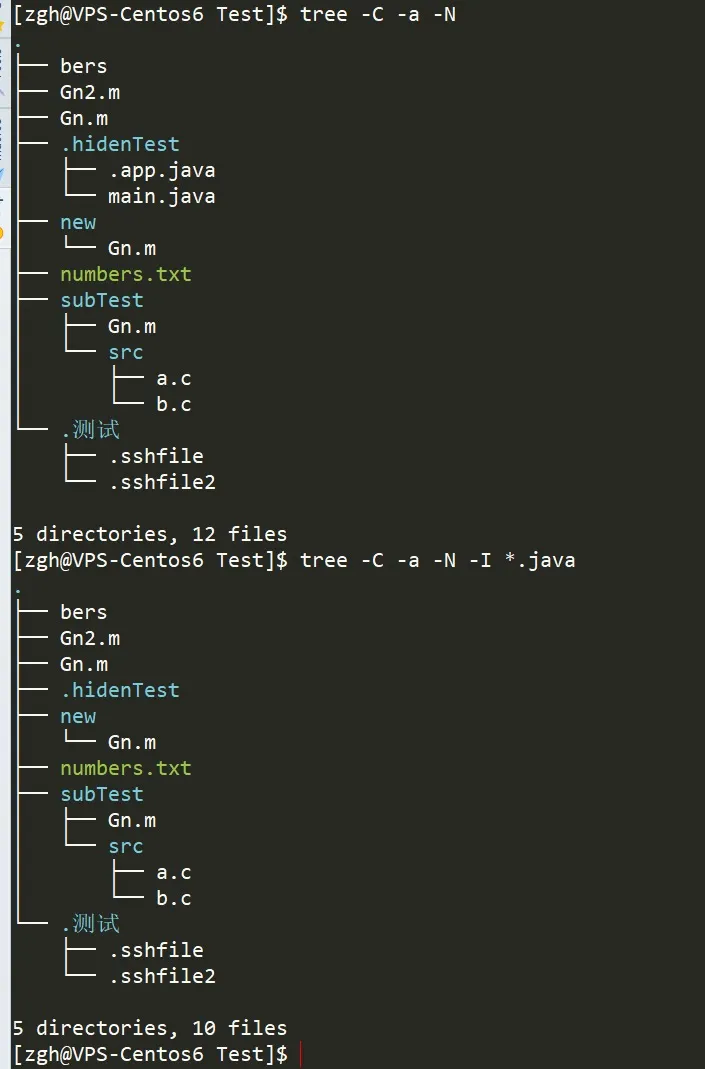 [zgh@VPS-Centos6 Test]$ tree -C -a -N
.
├── bers
├── Gn2.m
├── Gn.m
├── .hidenTest
│   ├── .app.java
│   └── main.java
├── new
│   └── Gn.m
├── numbers.txt
├── subTest
│   ├── Gn.m
│   └── src
│       ├── a.c
│       └── b.c
└── .测试
    ├── .sshfile
    └── .sshfile2

5 directories, 12 files
[zgh@VPS-Centos6 Test]$ tree -C -a -N -I *.java
.
├── bers
├── Gn2.m
├── Gn.m
├── .hidenTest
├── new
│   └── Gn.m
├── numbers.txt
├── subTest
│   ├── Gn.m
│   └── src
│       ├── a.c
│       └── b.c
└── .测试
    ├── .sshfile
    └── .sshfile2

5 directories, 10 files
[zgh@VPS-Centos6 Test]$